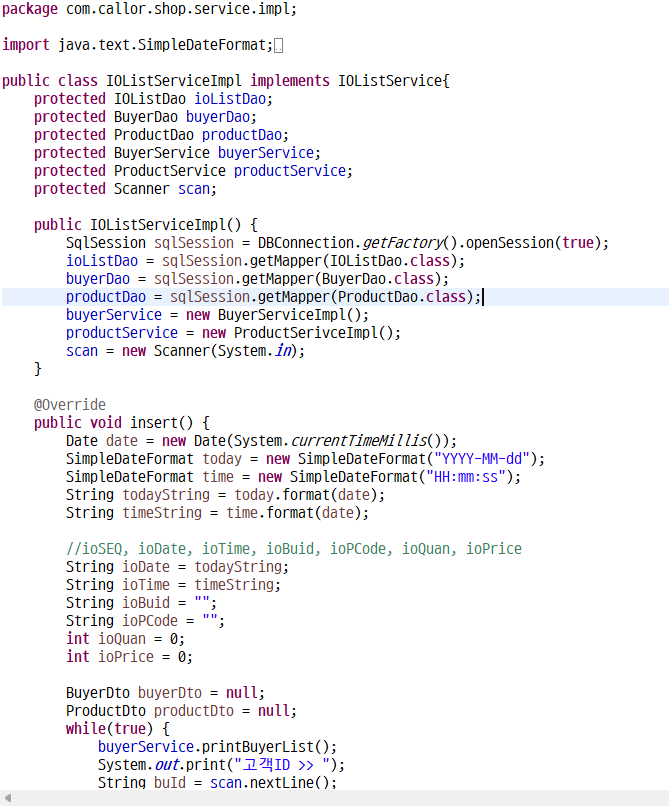 package com.callor.shop.service.impl;
import java.text.SimpleDateFormat;
public class IOListServiceImpl implements IOListService{
    protected IOListDao ioListDao;
    protected BuyerDao buyerDao;
    protected ProductDao productDao;
    protected BuyerService buyerService;
    protected ProductService productService;
    protected Scanner scan;
    public IOListServiceImpl() {
        SqlSession sqlSession = DBConnection.getFactory().openSession(true);
        ioListDao = sqlSession.getMapper(IOListDao.class);
        buyerDao = sqlSession.getMapper(BuyerDao.class);
        productDao = sqlSession.getMapper(ProductDao.class);
        buyerService = new BuyerServiceImpl();
        productService = new ProductSerivceImpl();
        scan = new Scanner(System.in);
    }
    @Override
    public void insert() {
        Date date = new Date(System.currentTimeMillis());
        SimpleDateFormat today = new SimpleDateFormat("YYYY-MM-dd");
        SimpleDateFormat time = new SimpleDateFormat("HH:mm:ss");
        String todayString = today.format(date);
        String timeString = time.format(date);
        //ioSEQ, ioDate, ioTime, ioBuid, ioPCode, ioQuan, ioPrice
        String ioDate = todayString;
        String ioTime = timeString;
        String ioBuid = "";
        String ioPCode = "";
        int ioQuan = 0;
        int ioPrice = 0;
        BuyerDto buyerDto = null;
        ProductDto productDto = null;
        while(true) {
            buyerService.printBuyerList();
            System.out.print("고객ID >> ");
            String buId = scan.nextLine();